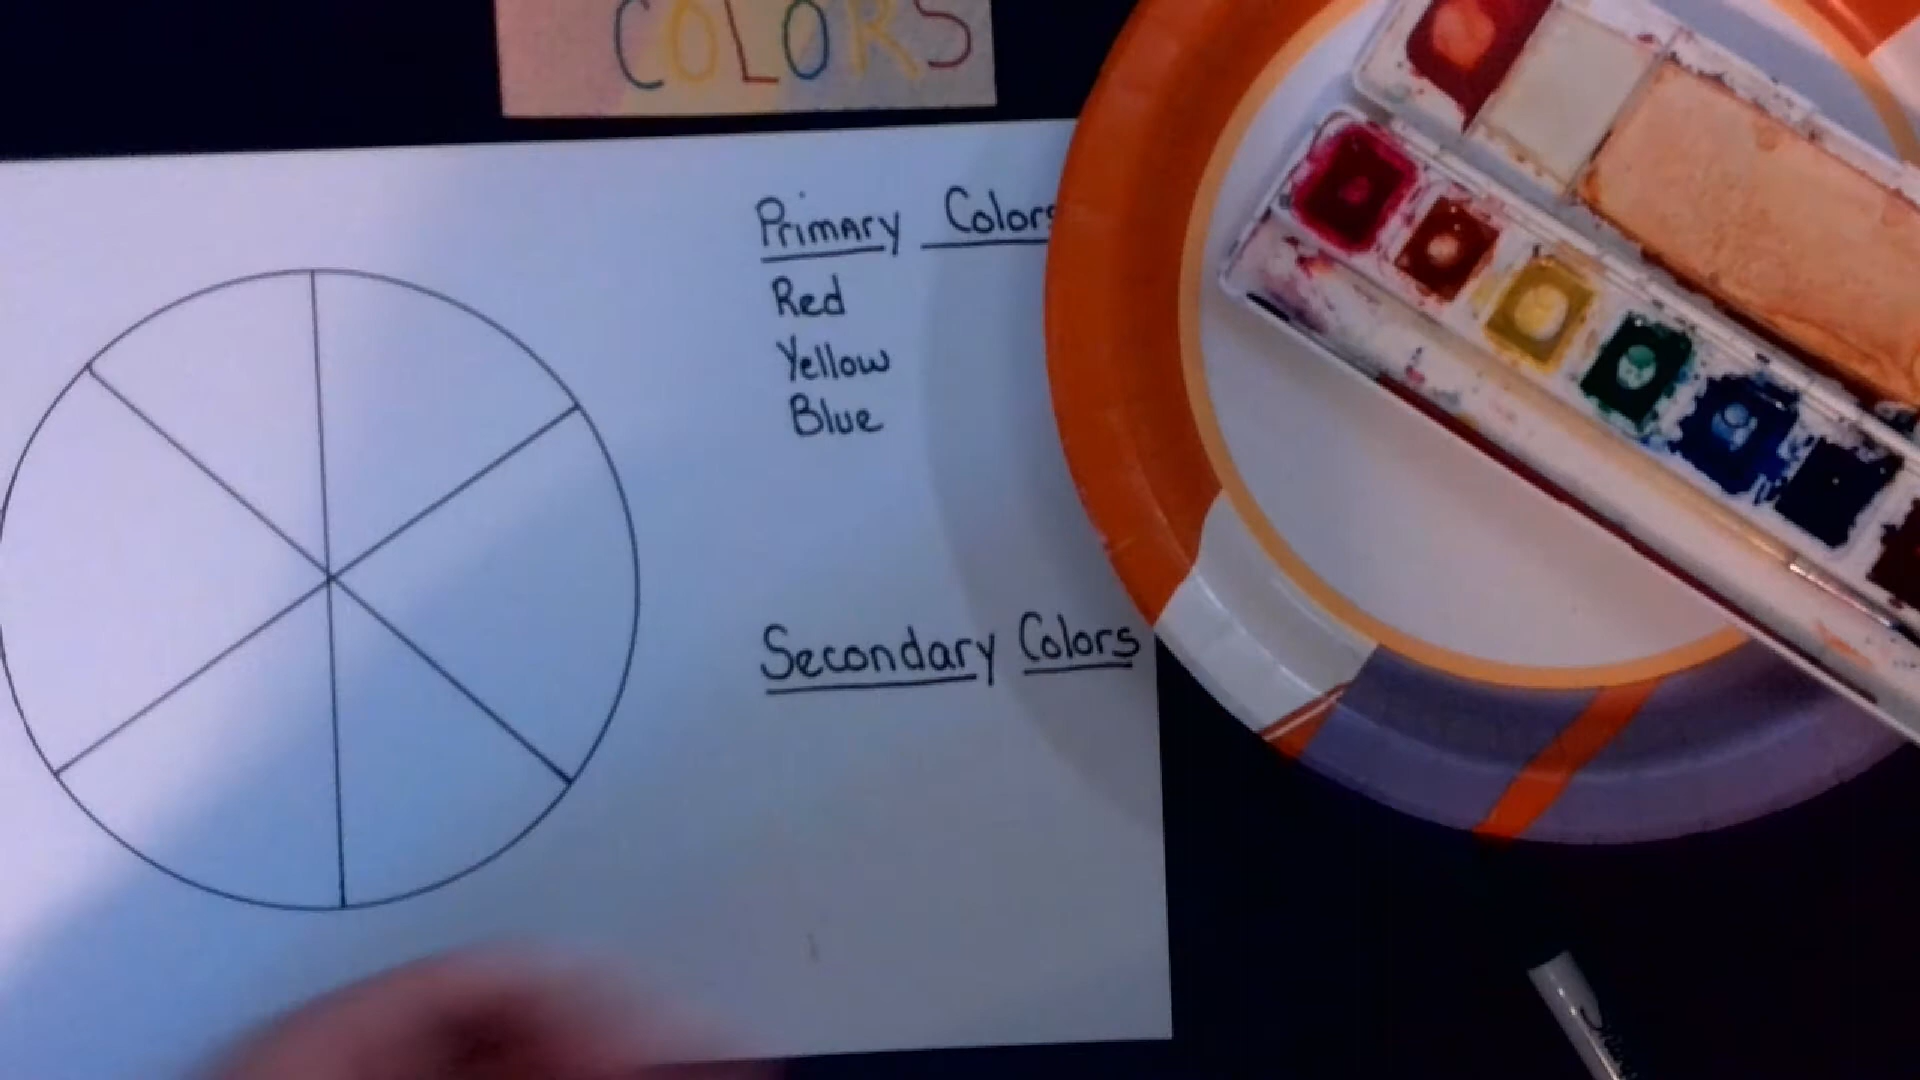 COLORS
Primary Colors
Red
Yellow
Blue
Secondary Colors